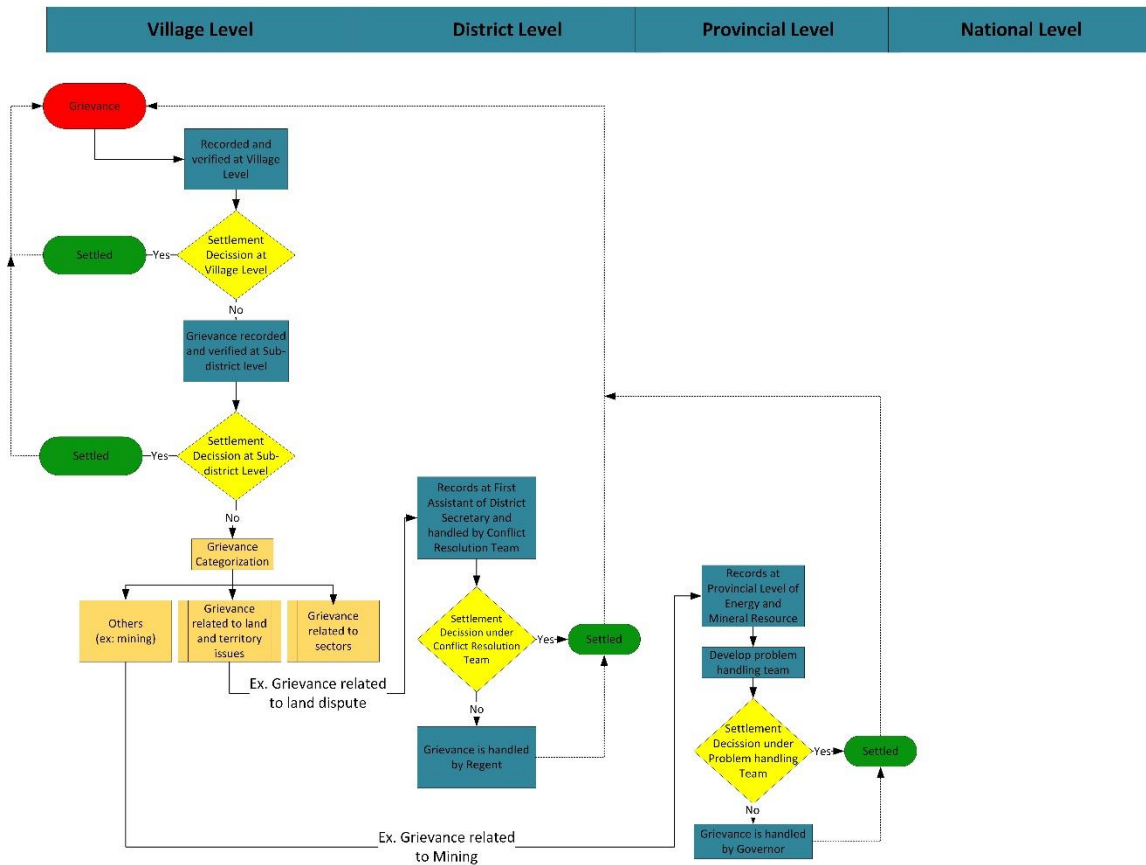 Village Level
District Level
Provincial Level
National Level
Grievance
Recorded and
verified at Village
Level
Settlement
Decission at
Village Level
Yes
Settled
No
Grievance recorded
and verified at Sub-
district level
Settlement
Decission at Sub-
district Level
Yes
Settled
No
Grievance
Categorization
Others
(ex: mining)
Grievance
related to land
and territory
issues
Grievance
related to
sectors
Ex. Grievance related
to land dispute
Records at First
Assistant of District
Secretary and
handled by Conflict
Resolution Team
Settlement
Decission under
Conflict Resolution
Team
Yes
Settled
No
Grievance is handled
by Regent
Ex. Grievance related
to Mining
Records at
Provincial Level of
Energy and
Mineral Resource
Develop problem
handling team
Settlement
Decission under
Problem handling
Team
Yes
Settled
No
Grievance is handled
by Governor